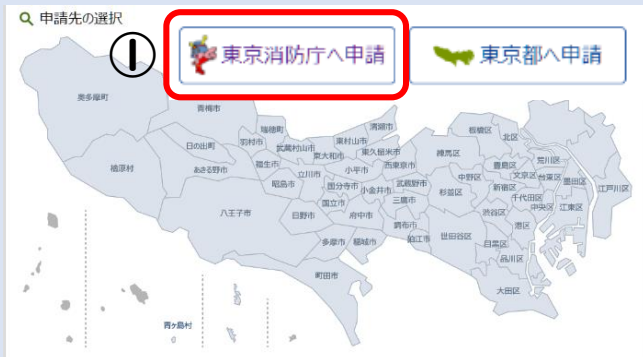 申請先の選択
①
東京消防庁へ申請
東京都へ申請
奥多摩町
青梅市
瑞穂町
清瀬市
板橋区
北区
日の出町
羽村市
武蔵村山市
東村山市
東大和市
東久留米市
練馬区
荒川区
檜原村
あきる野市
福生市
立川市
小平市
西東京市
中野区
豊島区
文京区
台東区
墨田区
江戸川区
昭島市
国分寺市
小金井市
武蔵野市
杉並区
新宿区
千代田区
八王子市
日野市
国立市
府中市
三鷹市
渋谷区
中央区
江東区
調布市
狛江市
世田谷区
港区
目黒区
多摩市
稲城市
品川区
町田市
大田区
青ヶ島村